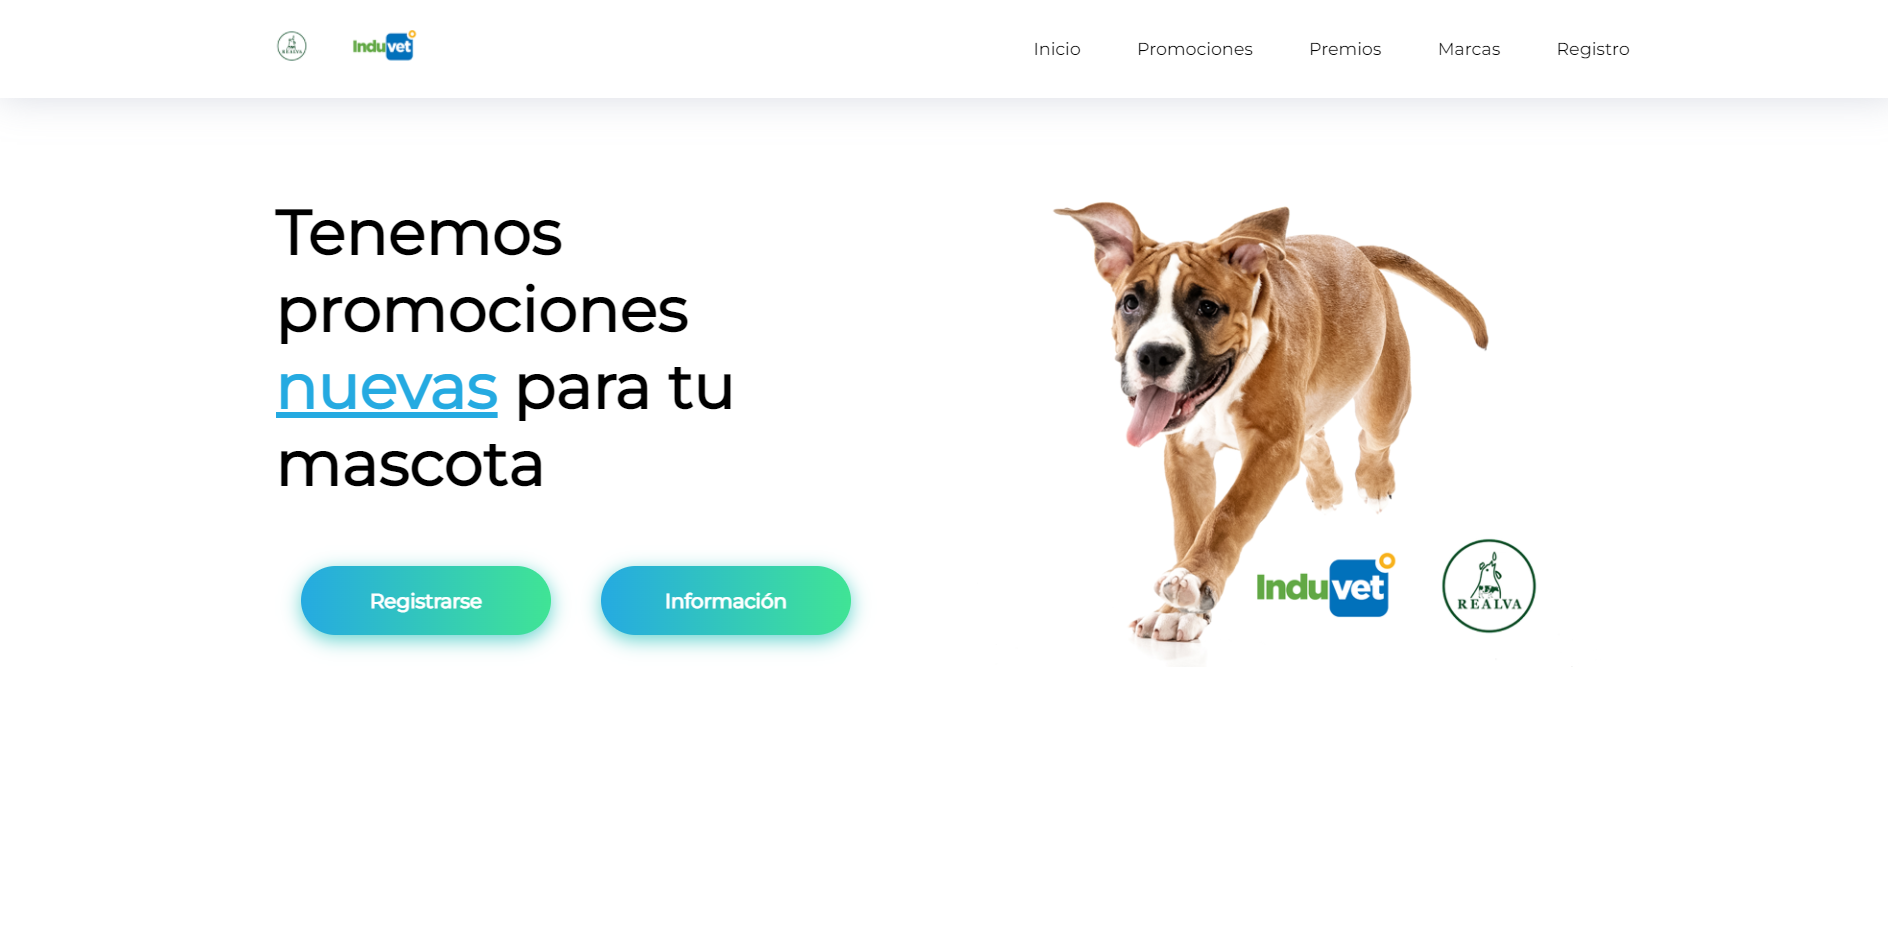 REALVA
Induvet
Inicio Promociones Premios Marcas Registro
Tenemos
promociones
nuevas para tu
mascota
Registrarse Información
Induvet
REALVA